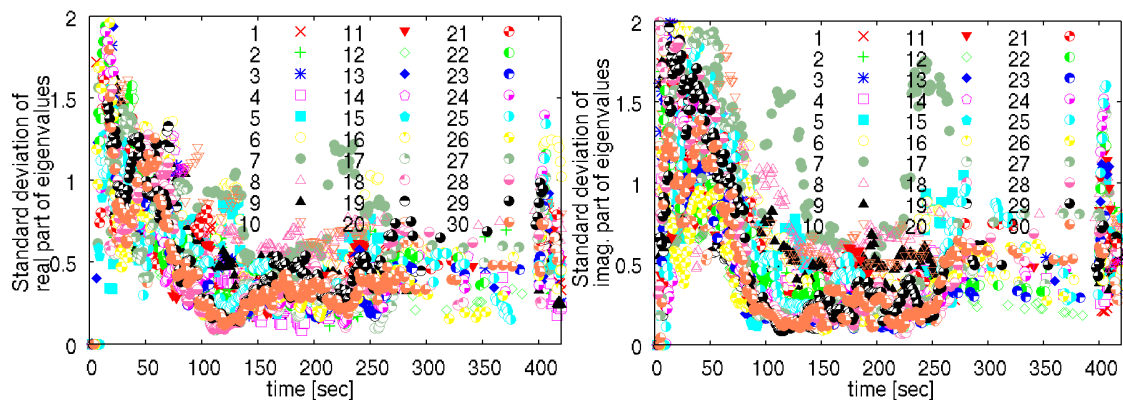 Standard deviation of
real part of eigenvalues
2
1.5
1
0.5
0
0 50 100 150 200 250 300 350 400
time [sec]
1 11 21
2 12 22
3 13 23
4 14 24
5 15 25
6 16 26
7 17 27
8 18 28
9 19 29
10 20 30
Standard deviation of
imag. part of eigenvalues
2
1.5
1
0.5
0
0 50 100 150 200 250 300 350 400
time [sec]
1 11 21
2 12 22
3 13 23
4 14 24
5 15 25
6 16 26
7 17 27
8 18 28
9 19 29
10 20 30